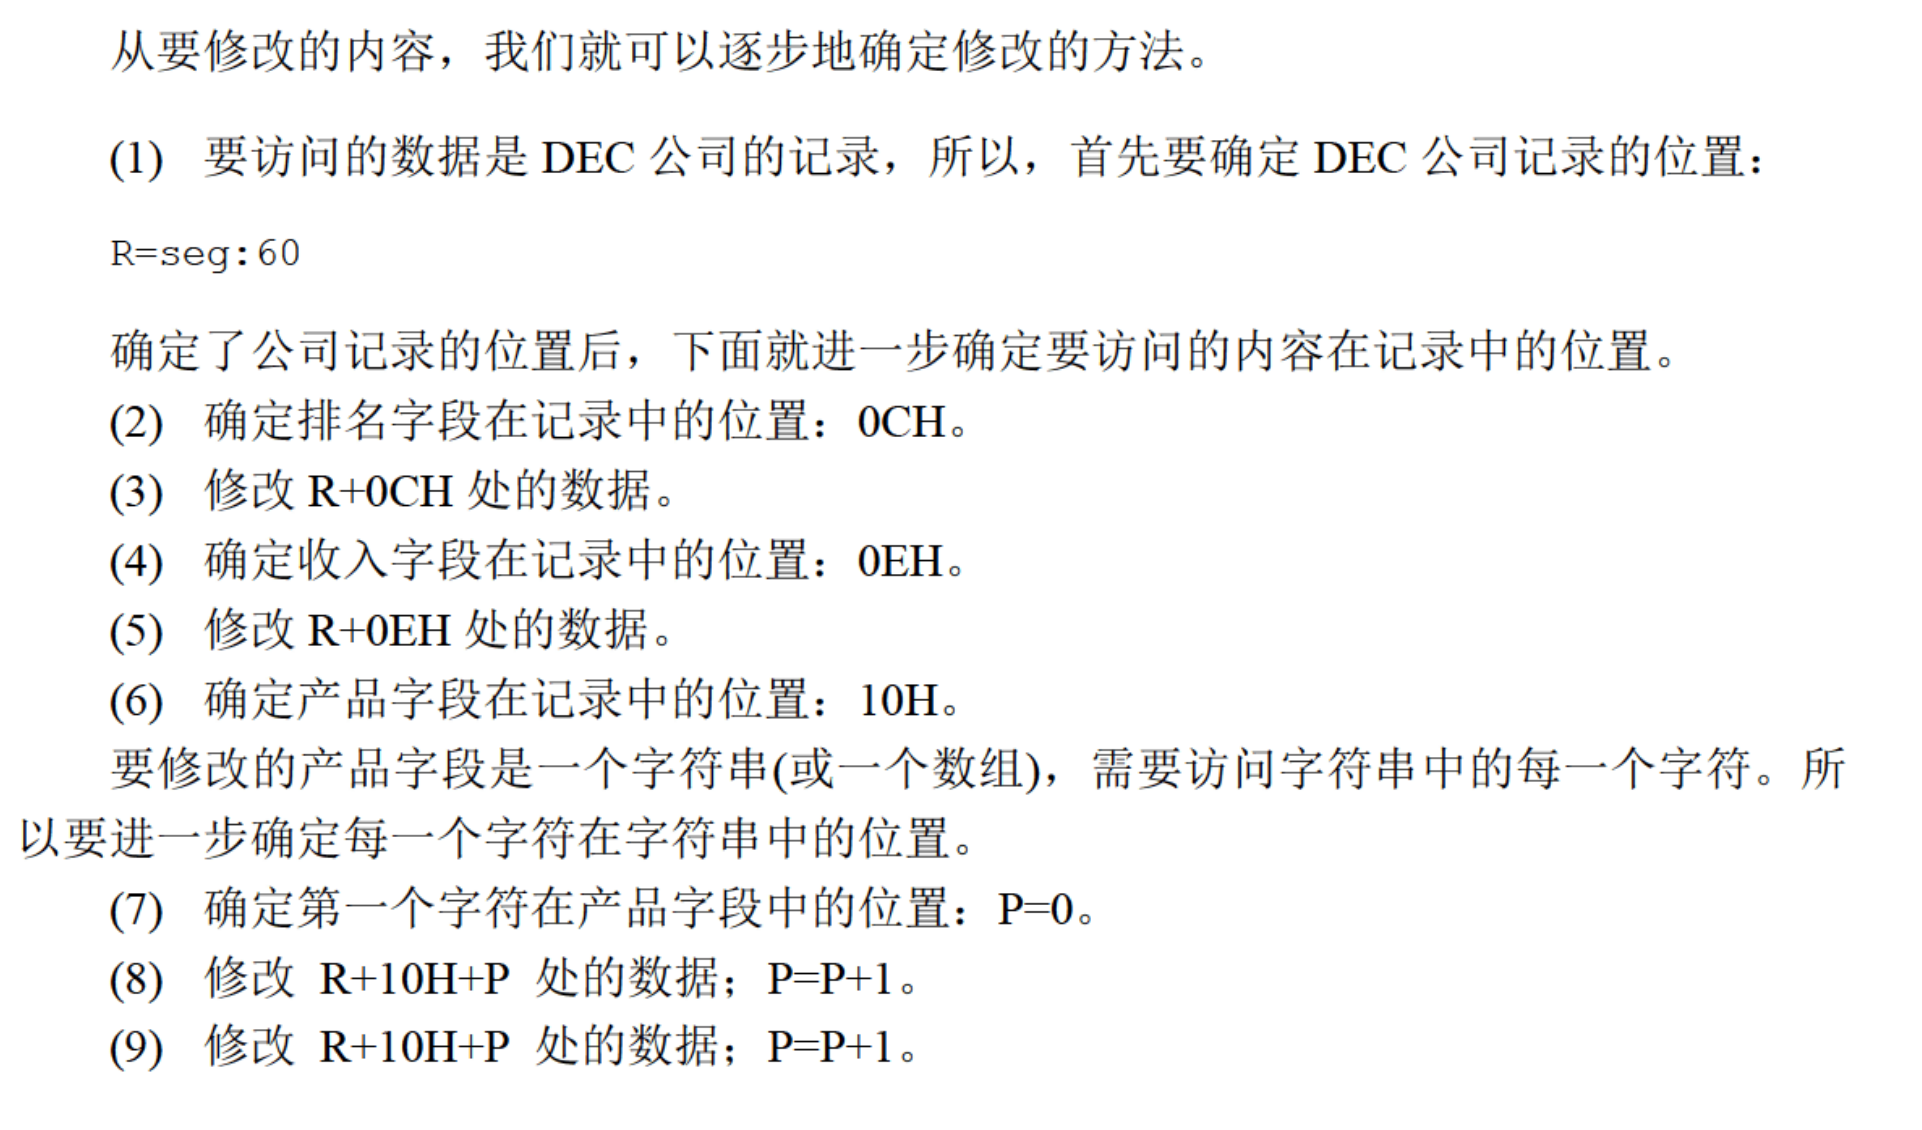 从要修改的内容，我们就可以逐步地确定修改的方法。
(1) 要访问的数据是 DEC 公司的记录，所以，首先要确定 DEC 公司记录的位置：
R=seg:60
确定了公司记录的位置后，下面就进一步确定要访问的内容在记录中的位置。
(2) 确定排名字段在记录中的位置：0CH。
(3) 修改 R+0CH 处的数据。
(4) 确定收入字段在记录中的位置：0EH。
(5) 修改 R+0EH 处的数据。
(6) 确定产品字段在记录中的位置：10H。
要修改的产品字段是一个字符串(或一个数组)，需要访问字符串中的每一个字符。所
以要进一步确定每一个字符在字符串中的位置。
(7) 确定第一个字符在产品字段中的位置：P=0。
(8) 修改 R+10H+P 处的数据；P=P+1。
(9) 修改 R+10H+P 处的数据；P=P+1。